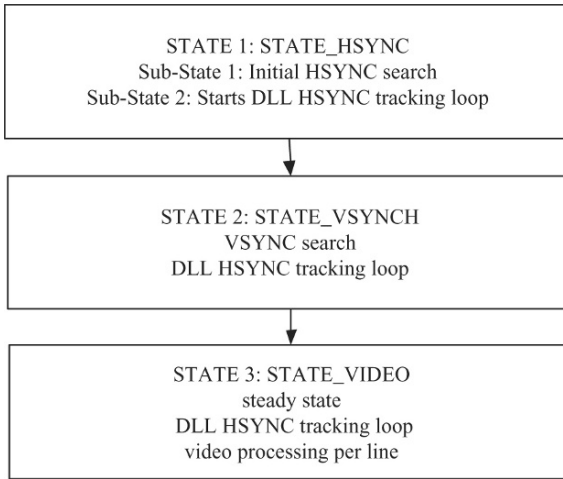 STATE 1: STATE_HSYNC
Sub-State 1: Initial HSYNC search
Sub-State 2: Starts DLL HSYNC tracking loop
STATE 2: STATE_VSYNCH
VSYNC search
DLL HSYNC tracking loop
STATE 3: STATE_VIDEO
steady state
DLL HSYNC tracking loop
video processing per line